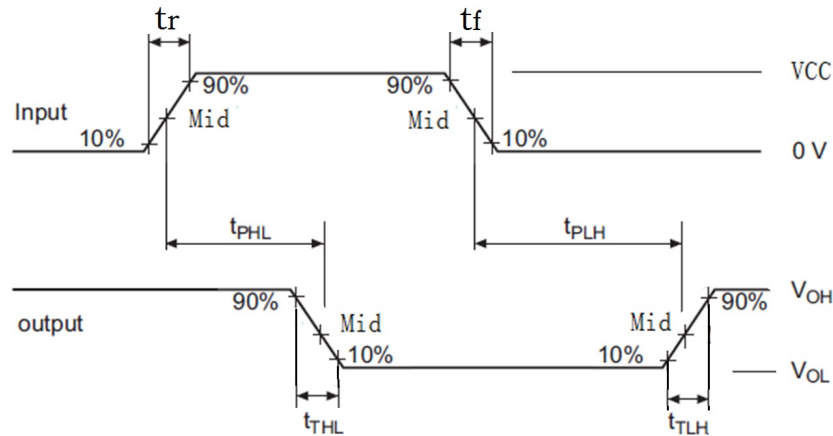 tr tf
90% 90% VCC
Input Mid Mid
10% 10% 0 V
tPHL tPLH
90% 90% VOH
output Mid Mid
10% 10% VOL
tTHL tTLH